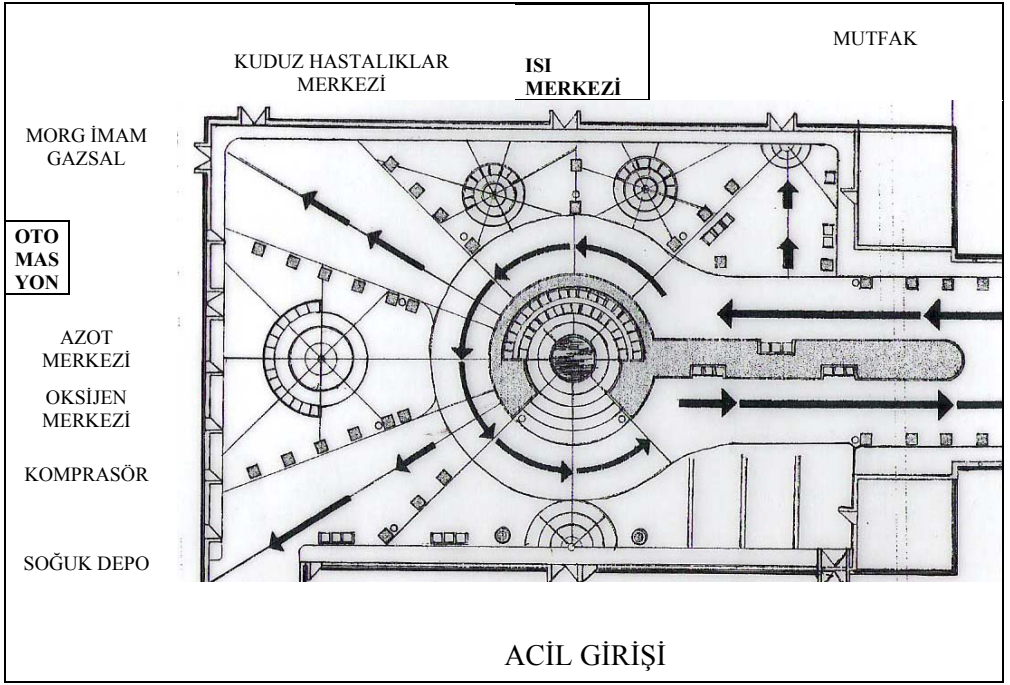 MUTFAK
KUDUZ HASTALIKLAR
MERKEZİ
ISI
MERKEZİ
MORG İMAM
GAZSAL
OTO
MAS
YON
AZOT
MERKEZİ
OKSİJEN
MERKEZİ
KOMPRASÖR
SOĞUK DEPO
ACİL GİRİŞİ